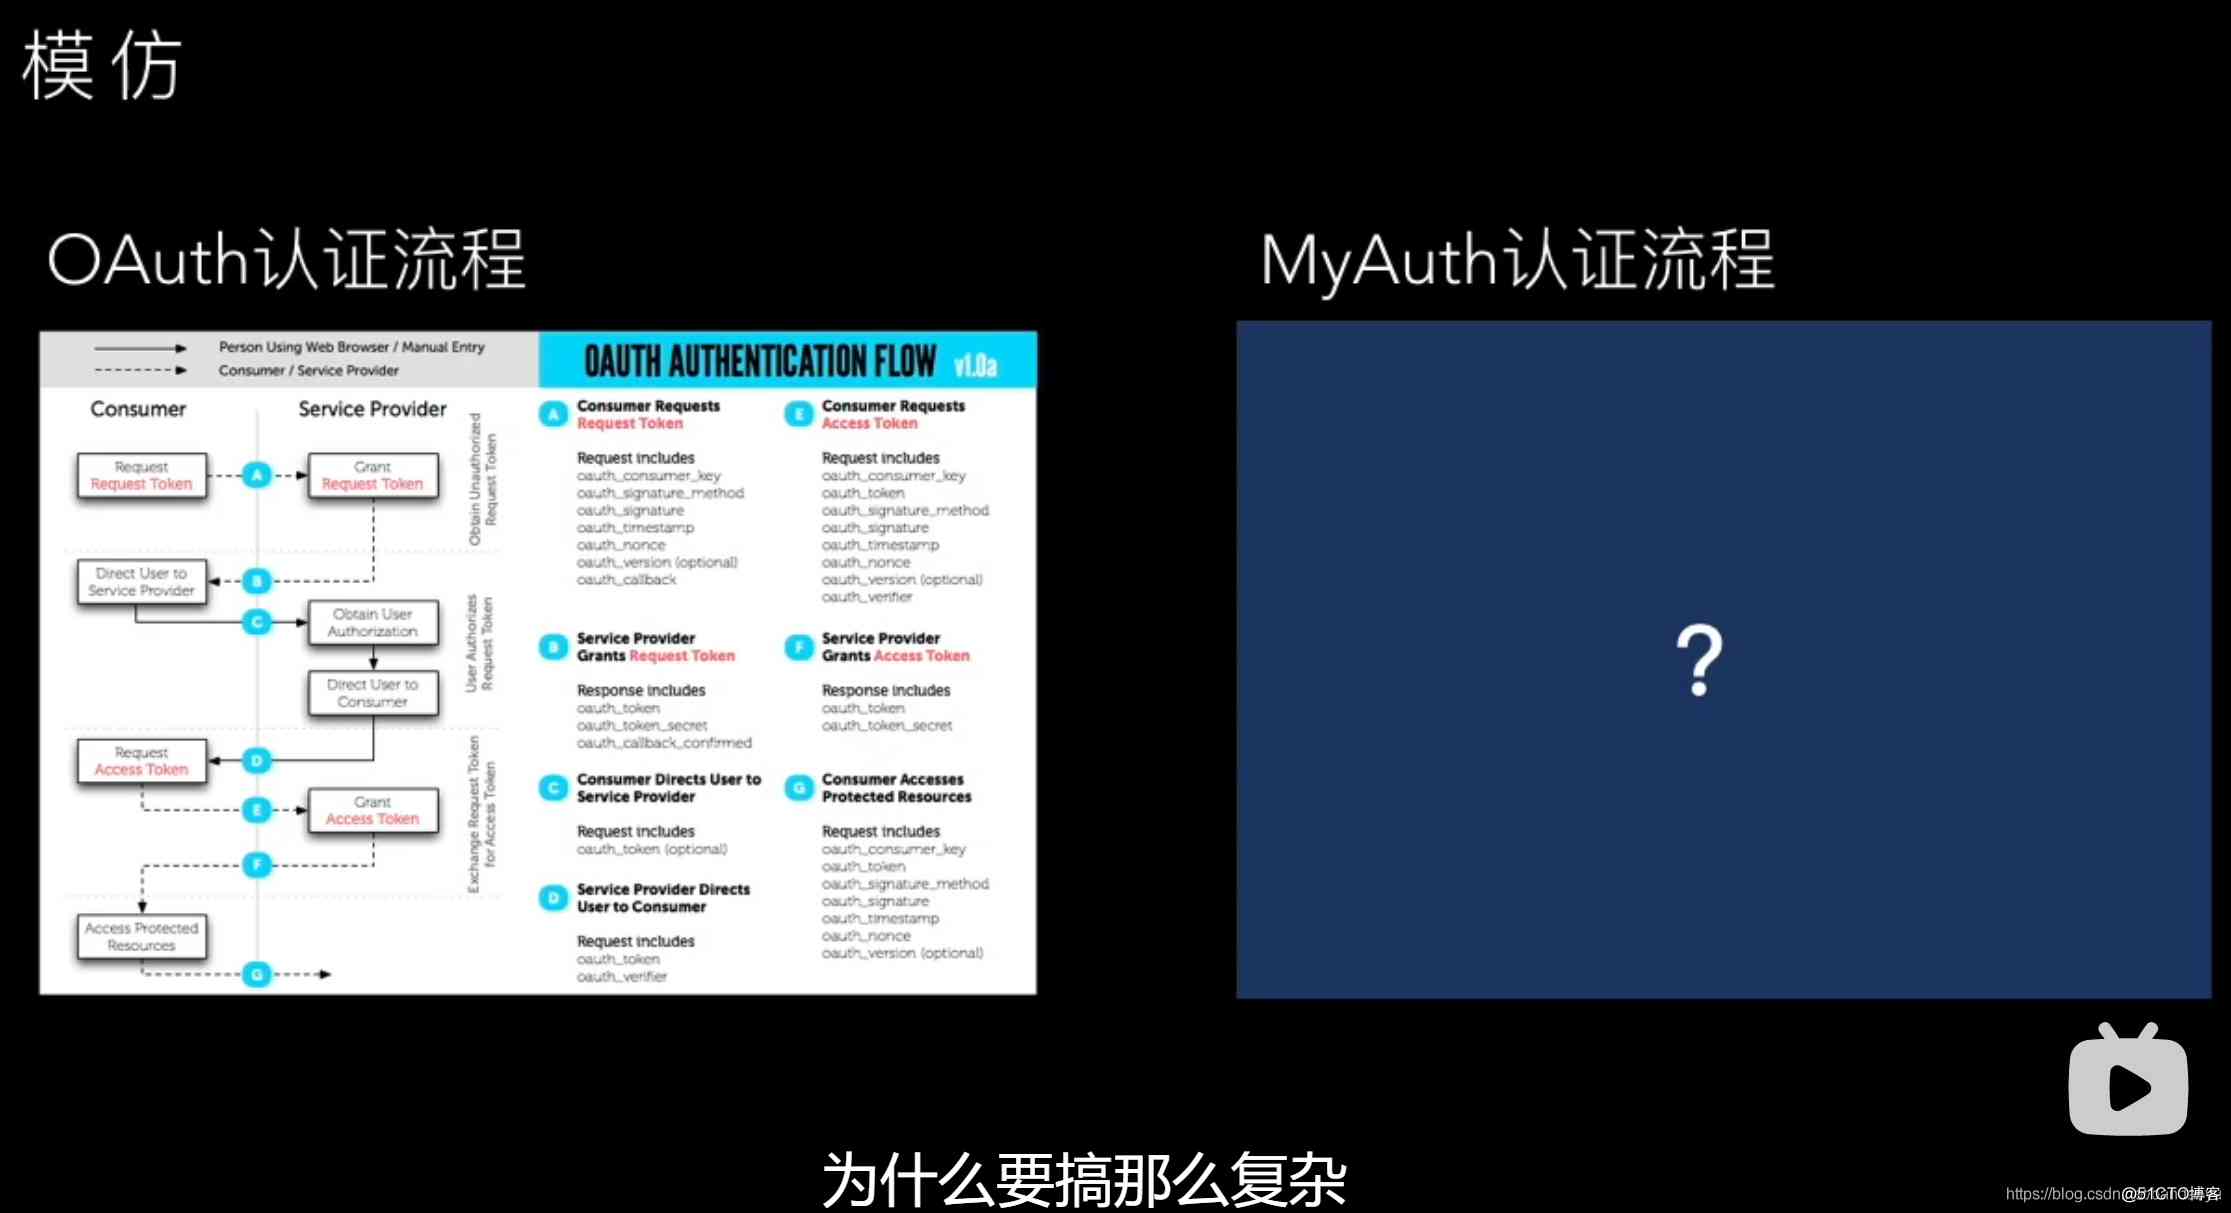 模仿
OAuth认证流程
MyAuth认证流程
Person Using Web Browser / Manual Entry
Consumer / Service Provider
OAUTH AUTHENTICATION FLOW v1.0a
Consumer
Service Provider
Request
Request Token
A
Grant
Request Token
Obtain Unauthorized
Request Token
Direct User to
Service Provider
B
C
Obtain User
Authorization
Direct User to
Consumer
User Authorizes
Request Token
Request
Access Token
D
E
Grant
Access Token
F
Exchange Request Token
for Access Token
Access Protected
Resources
G
A
Consumer Requests
Request Token
Request includes
oauth_consumer_key
oauth_signature_method
oauth_signature
oauth_timestamp
oauth_nonce
oauth_version (optional)
oauth_callback
B
Service Provider
Grants Request Token
Response includes
oauth_token
oauth_token_secret
oauth_callback_confirmed
C
Consumer Directs User to
Service Provider
Request includes
oauth_token (optional)
D
Service Provider Directs
User to Consumer
Request includes
oauth_token
oauth_verifier
E
Consumer Requests
Access Token
Request includes
oauth_consumer_key
oauth_token
oauth_signature_method
oauth_signature
oauth_timestamp
oauth_nonce
oauth_version (optional)
oauth_verifier
F
Service Provider
Grants Access Token
Response includes
oauth_token
oauth_token_secret
G
Consumer Accesses
Protected Resources
Request includes
oauth_consumer_key
oauth_token
oauth_signature_method
oauth_signature
oauth_timestamp
oauth_nonce
oauth_version (optional)
?
为什么要搞那么复杂
https://blog.csdn
@51CTO博客